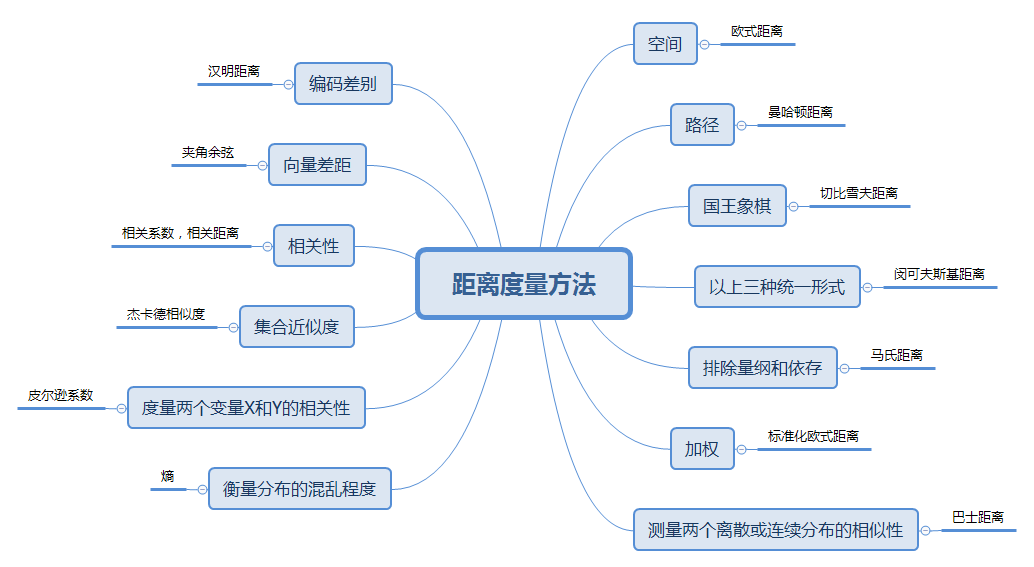 距离度量方法
空间
欧式距离
路径
曼哈顿距离
国王象棋
切比雪夫距离
以上三种统一形式
闵可夫斯基距离
排除量纲和依存
马氏距离
加权
标准化欧式距离
测量两个离散或连续分布的相似性
巴士距离
编码差别
汉明距离
向量差距
夹角余弦
相关性
相关系数，相关距离
集合近似度
杰卡德相似度
度量两个变量X和Y的相关性
皮尔逊系数
衡量分布的混乱程度
熵